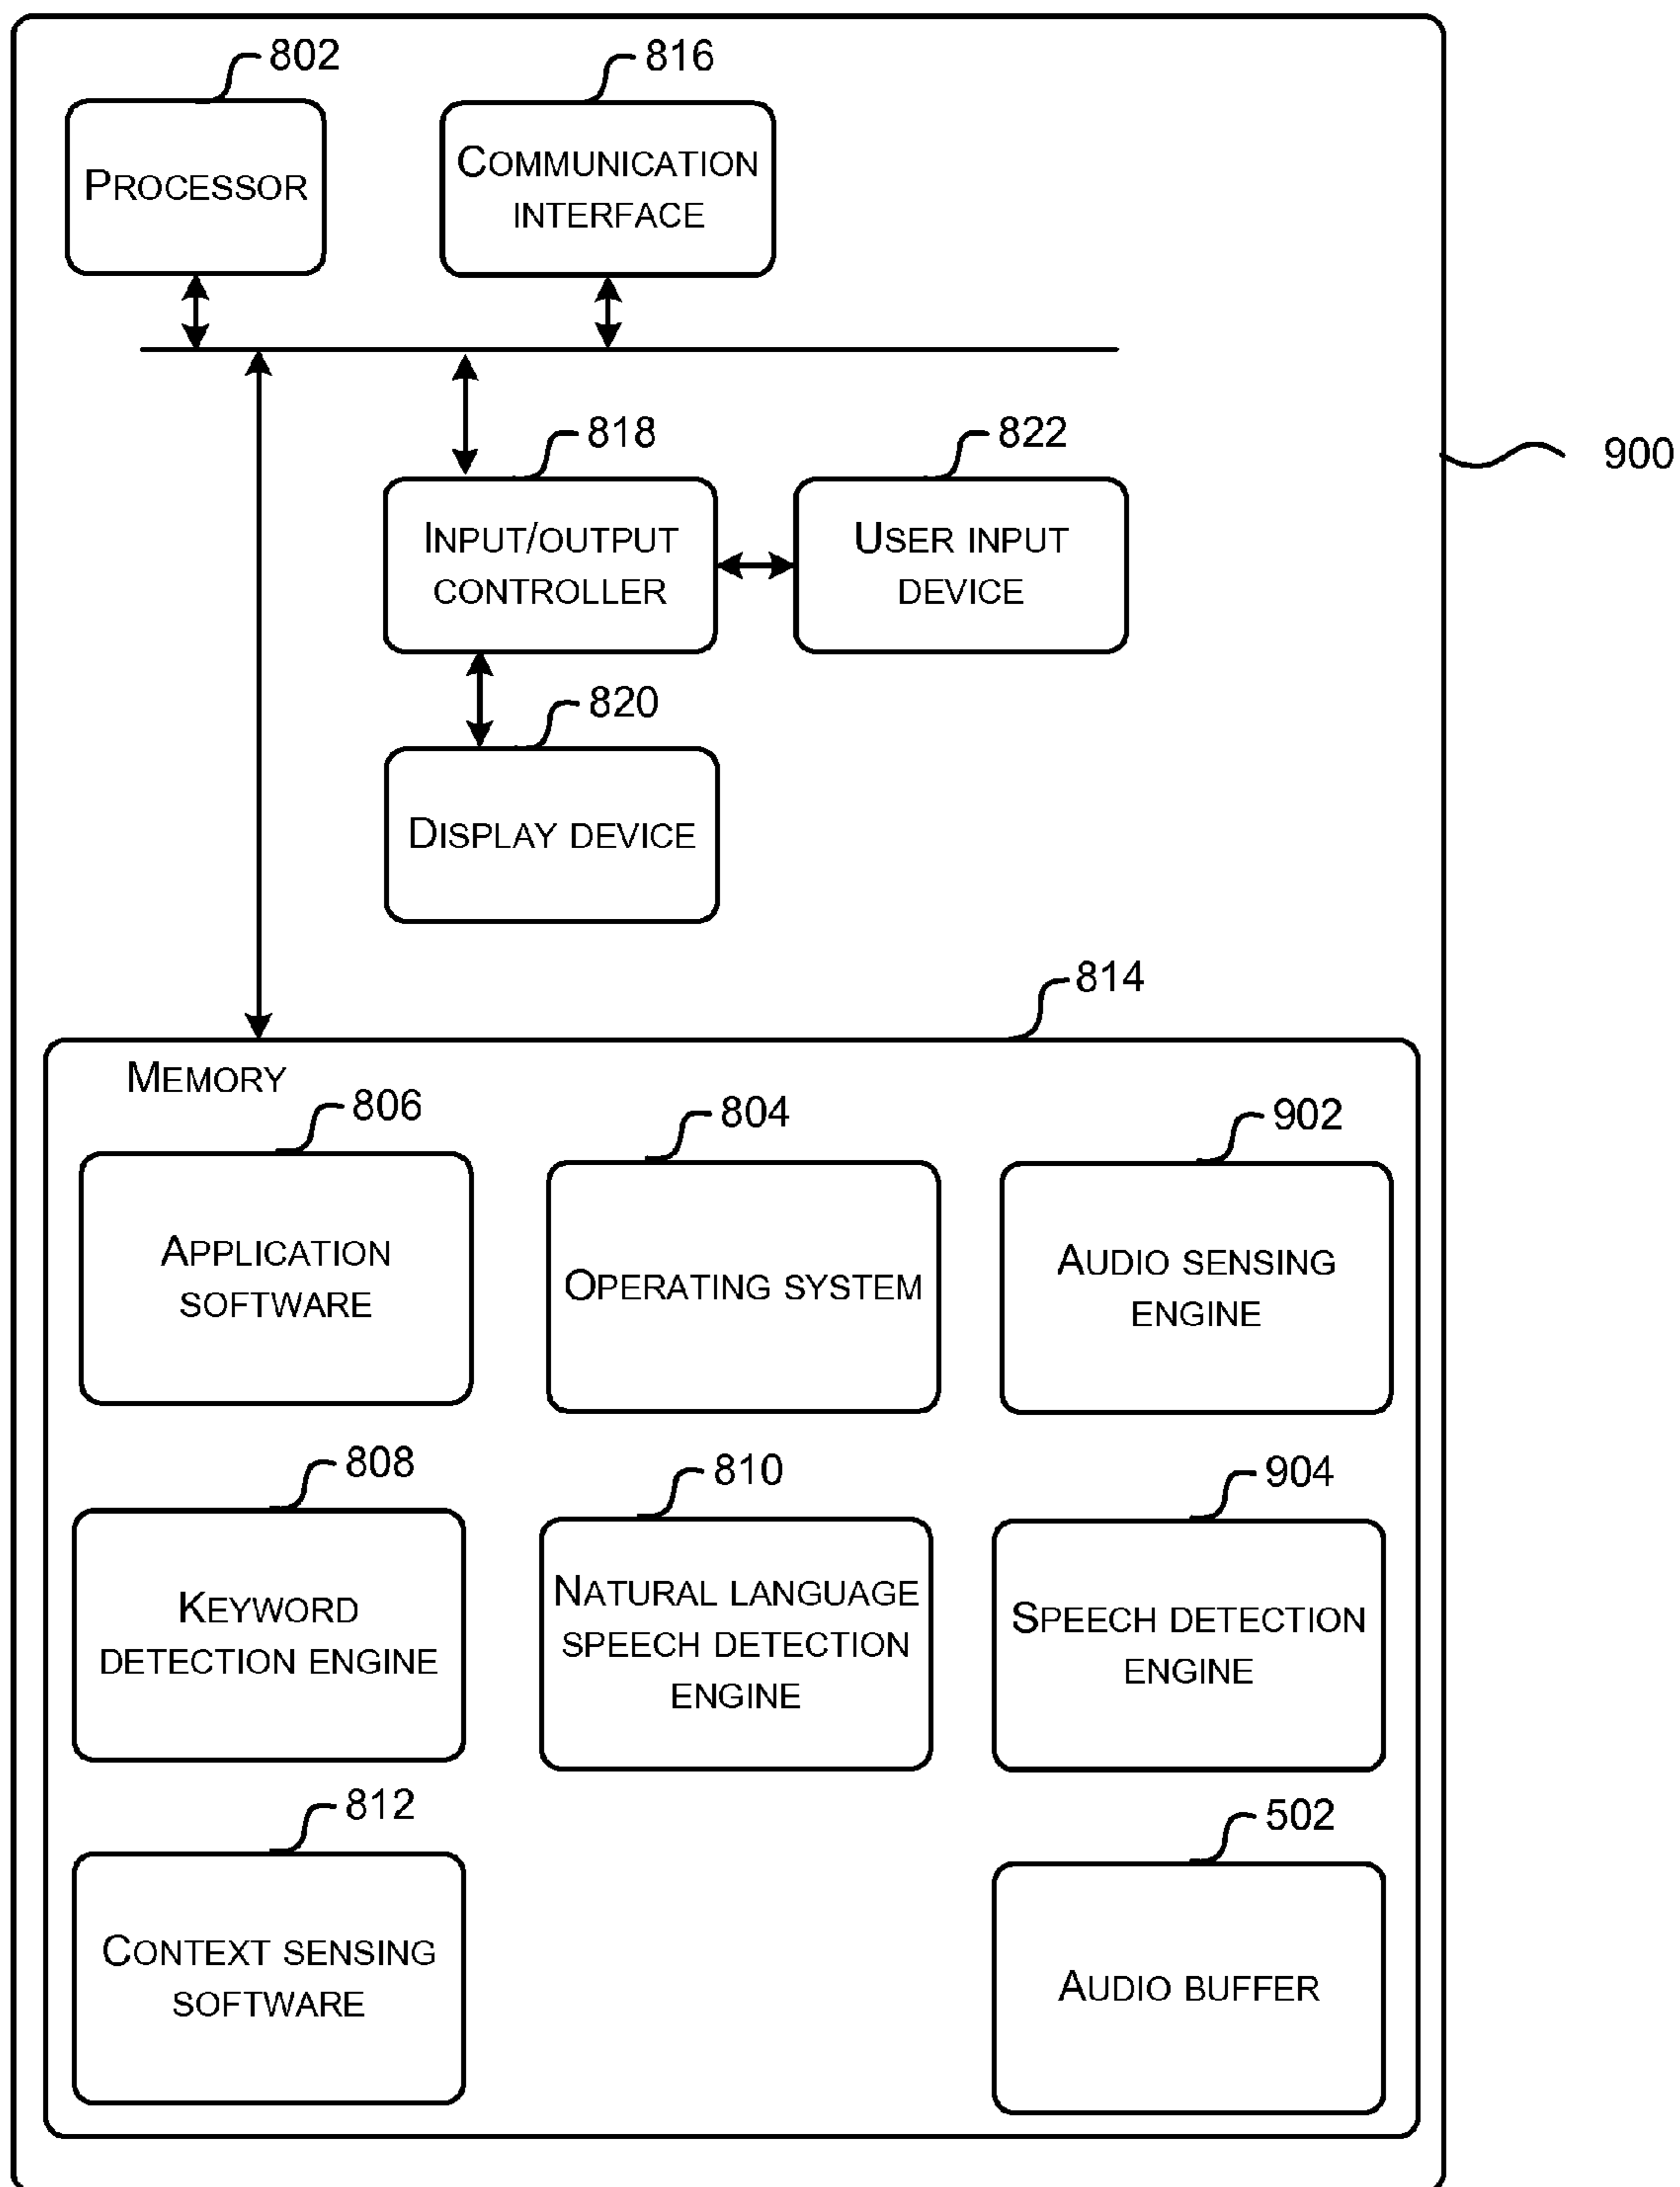 802
816
PROCESSOR
COMMUNICATION
INTERFACE
818
822
900
INPUT/OUTPUT
CONTROLLER
USER INPUT
DEVICE
820
DISPLAY DEVICE
814
MEMORY
806
804
902
APPLICATION
SOFTWARE
OPERATING SYSTEM
AUDIO SENSING
ENGINE
808
810
904
KEYWORD
DETECTION ENGINE
NATURAL LANGUAGE
SPEECH DETECTION
ENGINE
SPEECH DETECTION
ENGINE
812
502
CONTEXT SENSING
SOFTWARE
AUDIO BUFFER